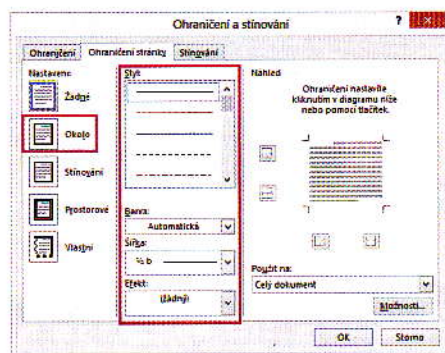 Ohraničení a stínování
Ohraničení
Ohraničení stránky
Stínování
Nastavení:
Žádné
Okolo
Stínování
Prostorové
Vlastní
Styl:
Barva:
Automatická
Šířka:
½ b
Efekt:
(žádný)
Náhled
Ohraničení nastavíte
kliknutím v diagramu níže
nebo pomocí tlačítek.
Použít na:
Celý dokument
Možnosti...
OK
Storno